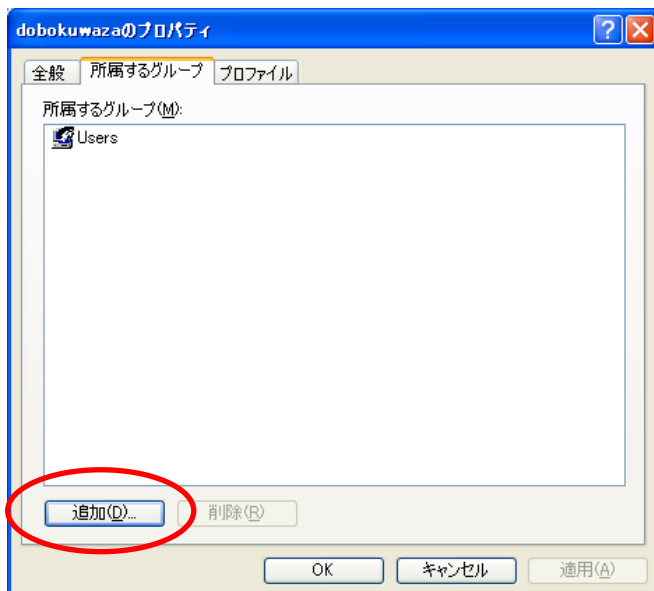 dobokuwazaのプロパティ
全般 所属するグループ プロファイル
所属するグループ(M):
Users
追加(D)... 削除(R)
OK キャンセル 適用(A)